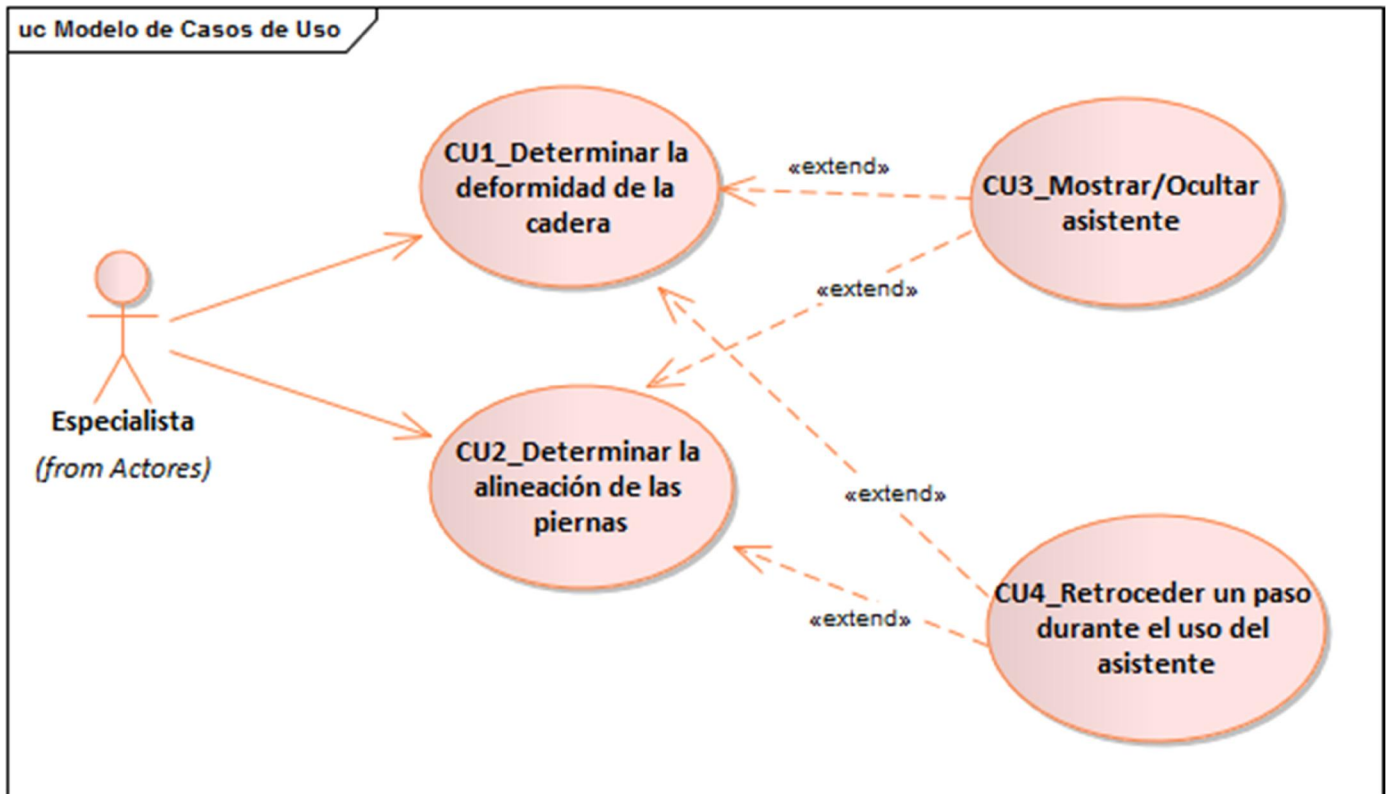 uc Modelo de Casos de Uso
CU1_Determinar la
deformidad de la
cadera
«extend»
CU3_Mostrar/Ocultar
asistente
«extend»
Especialista
(from Actores)
CU2_Determinar la
alineación de las
piernas
«extend»
«extend»
CU4_Retroceder un paso
durante el uso del
asistente